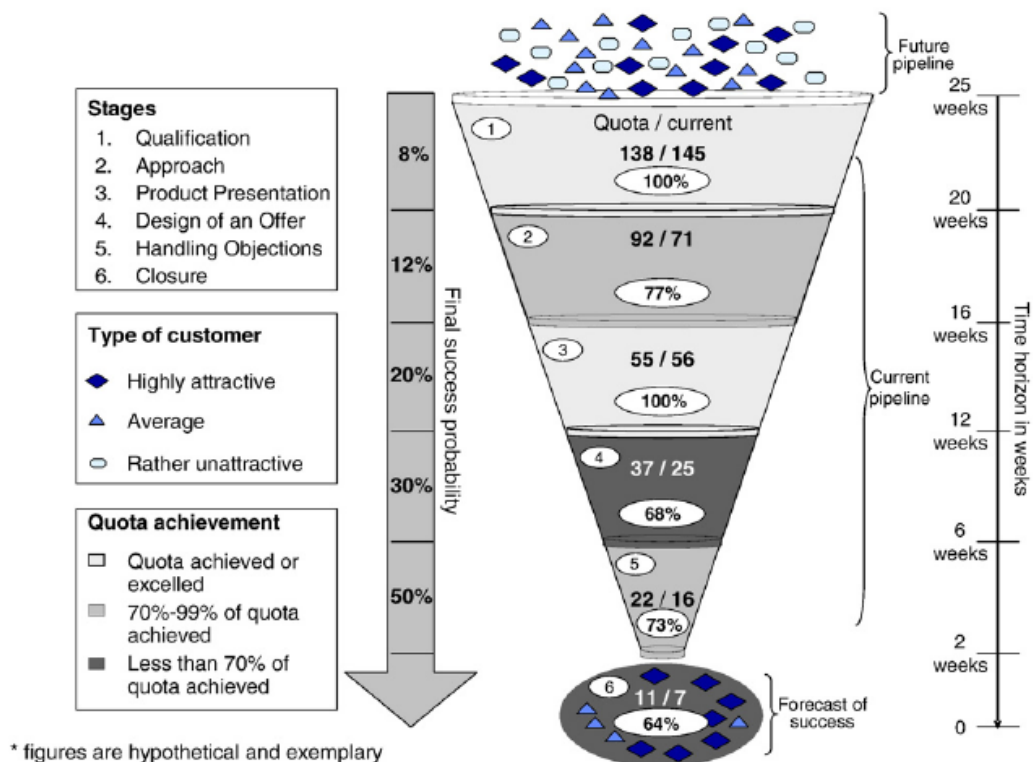 Future
pipeline
25
weeks
Stages
1. Qualification
2. Approach
3. Product Presentation
4. Design of an Offer
5. Handling Objections
6. Closure
Type of customer
Highly attractive
Average
Rather unattractive
Quota achievement
Quota achieved or
excelled
70%-99% of quota
achieved
Less than 70% of
quota achieved
8%
12%
20%
30%
50%
Final success probability
1
Quota / current
138 / 145
100%
2
92 / 71
77%
3
55 / 56
100%
4
37 / 25
68%
5
22 / 16
73%
6
11 / 7
64%
Current
pipeline
Forecast of
success
20
weeks
16
weeks
12
weeks
6
weeks
2
weeks
0
Time horizon in weeks
* figures are hypothetical and exemplary